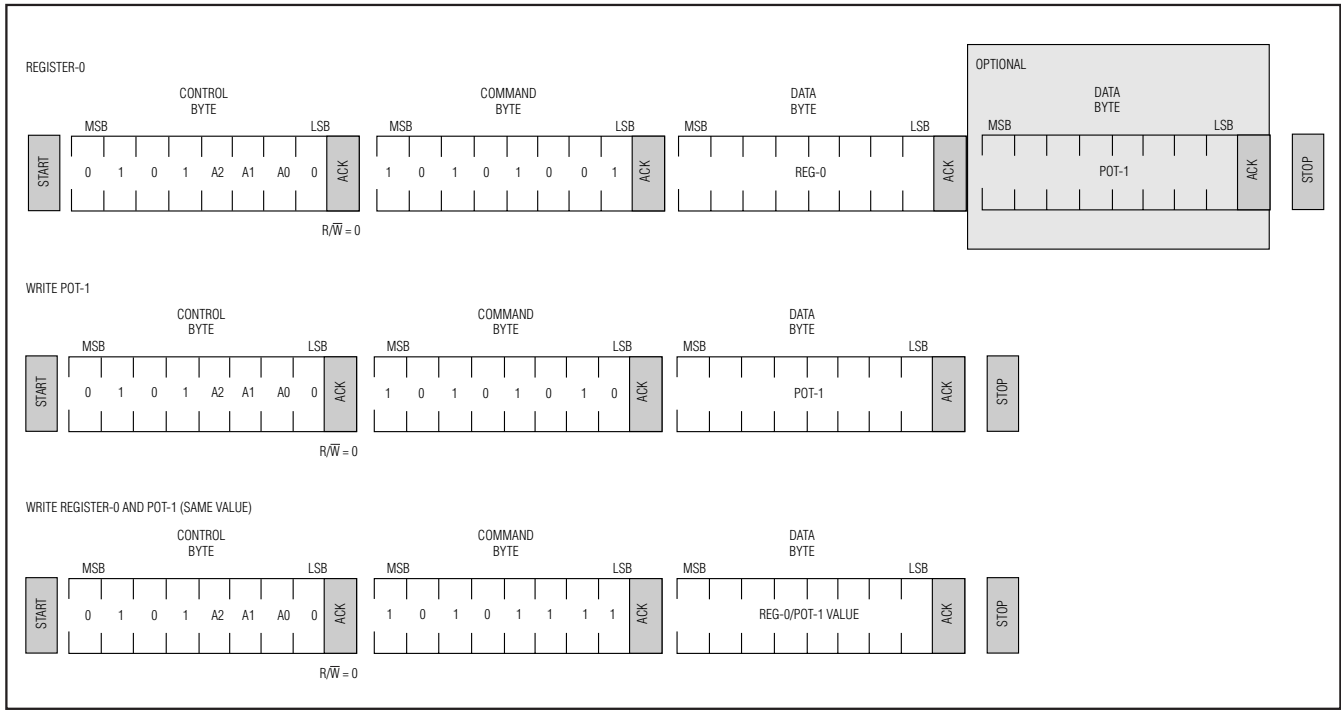 REGISTER-0
OPTIONAL
CONTROL
BYTE
COMMAND
BYTE
DATA
BYTE
DATA
BYTE
MSB LSB MSB LSB MSB LSB MSB LSB
START 0 1 0 1 A2 A1 A0 0 ACK 1 0 1 0 1 0 0 1 ACK REG-0 ACK POT-1 ACK STOP
R/W̅ = 0
WRITE POT-1
CONTROL
BYTE
COMMAND
BYTE
DATA
BYTE
MSB LSB MSB LSB MSB LSB
START 0 1 0 1 A2 A1 A0 0 ACK 1 0 1 0 1 0 1 0 ACK POT-1 ACK STOP
R/W̅ = 0
WRITE REGISTER-0 AND POT-1 (SAME VALUE)
CONTROL
BYTE
COMMAND
BYTE
DATA
BYTE
MSB LSB MSB LSB MSB LSB
START 0 1 0 1 A2 A1 A0 0 ACK 1 0 1 0 1 1 1 1 ACK REG-0/POT-1 VALUE ACK STOP
R/W̅ = 0